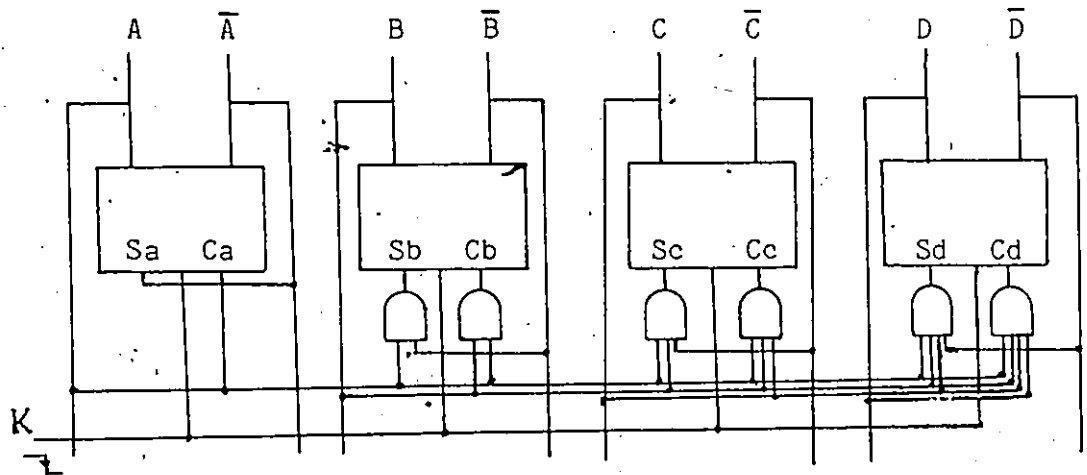 A A̅ B B̅ C C̅ D D̅
Sa Ca Sb Cb Sc Cc Sd Cd
K